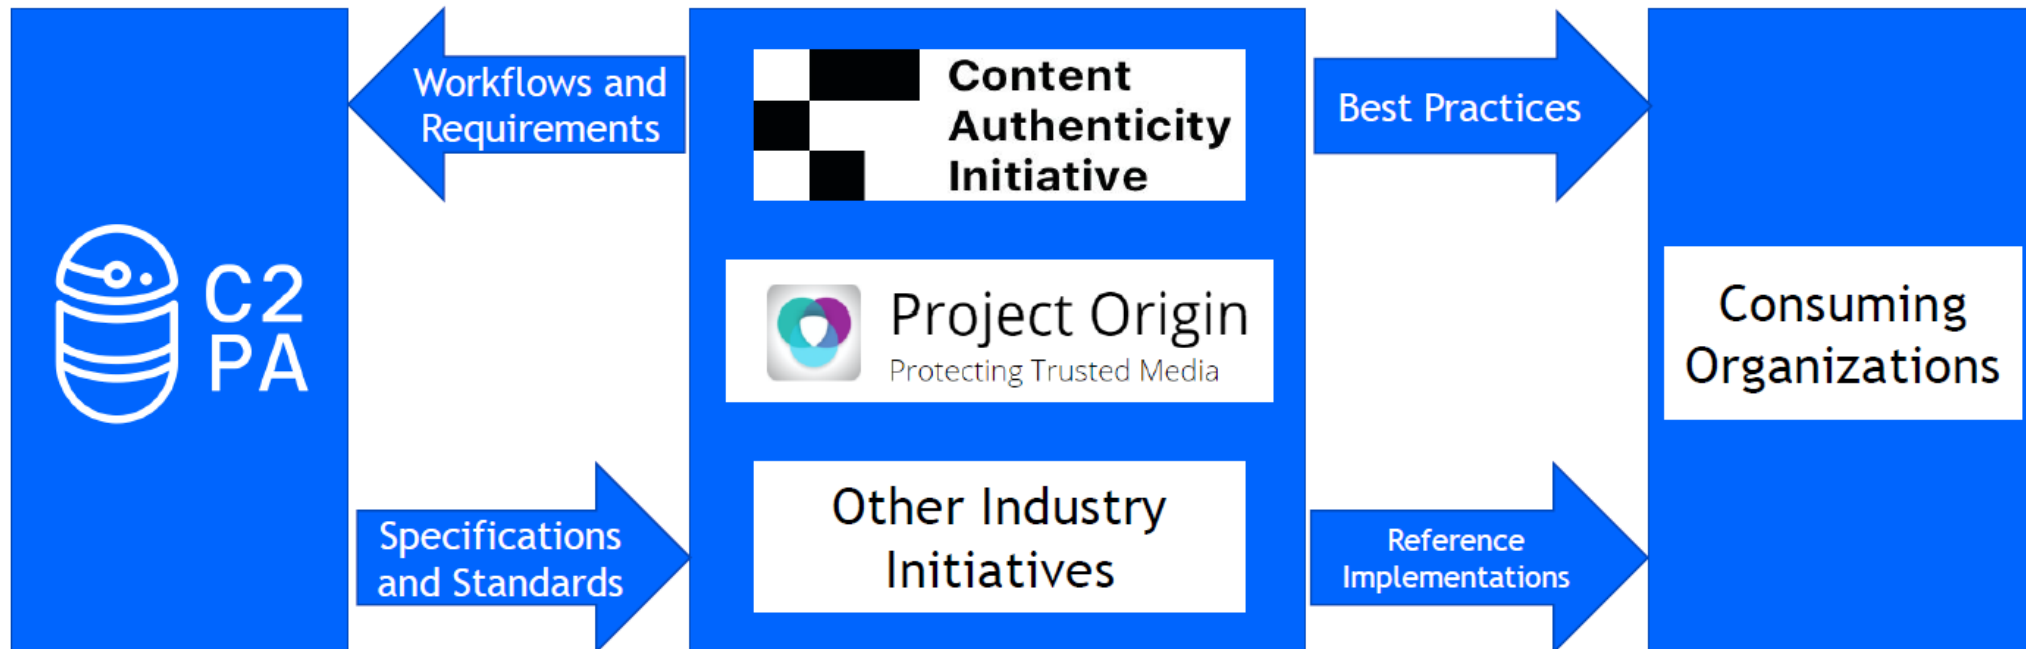 C2
PA
Workflows and
Requirements
Specifications
and Standards
Content
Authenticity
Initiative
Project Origin
Protecting Trusted Media
Other Industry
Initiatives
Best Practices
Reference
Implementations
Consuming
Organizations